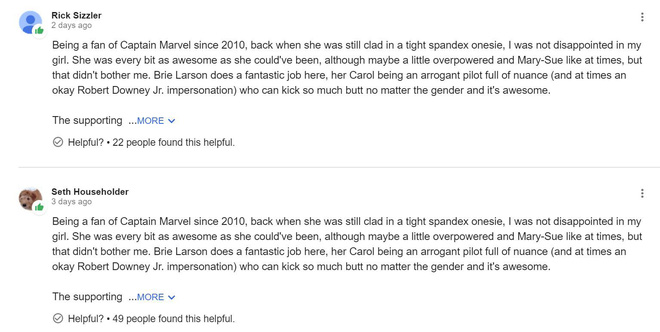 Rick Sizzler
2 days ago
Being a fan of Captain Marvel since 2010, back when she was still clad in a tight spandex onesie, I was not disappointed in my
girl. She was every bit as awesome as she could've been, although maybe a little overpowered and Mary-Sue like at times, but
that didn't bother me. Brie Larson does a fantastic job here, her Carol being an arrogant pilot full of nuance (and at times an
okay Robert Downey Jr. impersonation) who can kick so much butt no matter the gender and it's awesome.
The supporting ...MORE
Helpful? • 22 people found this helpful.
Seth Householder
3 days ago
Being a fan of Captain Marvel since 2010, back when she was still clad in a tight spandex onesie, I was not disappointed in my
girl. She was every bit as awesome as she could've been, although maybe a little overpowered and Mary-Sue like at times, but
that didn't bother me. Brie Larson does a fantastic job here, her Carol being an arrogant pilot full of nuance (and at times an
okay Robert Downey Jr. impersonation) who can kick so much butt no matter the gender and it's awesome.
The supporting ...MORE
Helpful? • 49 people found this helpful.